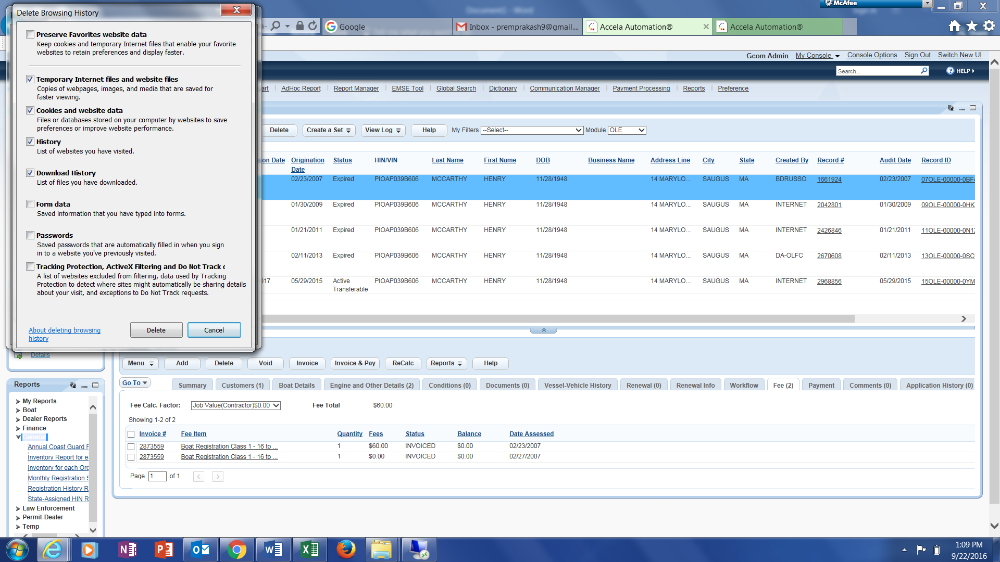 Delete Browsing History
Preserve Favorites website data
Keep cookies and temporary Internet files that enable your favorite
websites to retain preferences and display faster.
Temporary Internet files and website files
Copies of webpages, images, and media that are saved for
faster viewing.
Cookies and website data
Files or databases stored on your computer by websites to save
preferences or improve website performance.
History
List of websites you have visited.
Download History
List of files you have downloaded.
Form data
Saved information that you have typed into forms.
Passwords
Saved passwords that are automatically filled in when you sign
in to a website you've previously visited.
Tracking Protection, ActiveX Filtering and Do Not Track
A list of websites excluded from filtering, data used by Tracking
Protection to detect where sites might automatically be sharing details
about your visit, and exceptions to Do Not Track requests.
About deleting browsing
history
Delete Cancel
Document1 - Word
McAfee
Google
Inbox - premprakash9@gmail....
Accela Automation®
Accela Automation®
Gcom Admin My Console Console Options Sign Out Switch New UI
Search... HELP
art AdHoc Report Report Manager EMSE Tool Global Search Dictionary Communication Manager Payment Processing Reports Preference
Delete Create a Set View Log Help My Filters --Select-- Module OLE
on Date Origination Date Status HIN/VIN Last Name First Name DOB Business Name Address Line City State Created By Record # Audit Date Record ID
02/23/2007 Expired PIOAP039B606 MCCARTHY HENRY 11/28/1948 14 MARYLO... SAUGUS MA BDRUSSO 1661924 02/23/2007 07OLE-00000-0BF
01/30/2009 Expired PIOAP039B606 MCCARTHY HENRY 11/28/1948 14 MARYLO... SAUGUS MA INTERNET 2042801 01/30/2009 09OLE-00000-0HK
01/21/2011 Expired PIOAP039B606 MCCARTHY HENRY 11/28/1948 14 MARYLO... SAUGUS MA INTERNET 2426846 01/21/2011 11OLE-00000-0N12
02/11/2013 Expired PIOAP039B606 MCCARTHY HENRY 11/28/1948 14 MARYLO... SAUGUS MA DA-OLFC 2670608 02/11/2013 13OLE-00000-0SC
017 05/29/2015 Active Transferable PIOAP039B606 MCCARTHY HENRY 11/28/1948 14 MARYLO... SAUGUS MA INTERNET 2968856 05/29/2015 15OLE-00000-0YM
Details
Menu Add Delete Void Invoice Invoice & Pay ReCalc Reports Help
Go To Summary Customers (1) Boat Details Engine and Other Details (2) Conditions (0) Documents (0) Vessel-Vehicle History Renewal (0) Renewal Info Workflow Fee (2) Payment Comments (0) Application History (0)
Fee Calc. Factor: Job Value(Contractor)$0.00 Fee Total $60.00
Showing 1-2 of 2
Invoice # Fee Item Quantity Fees Status Balance Date Assessed
2873559 Boat Registration Class 1 - 16 to ... 1 $60.00 INVOICED $0.00 02/23/2007
2873559 Boat Registration Class 1 - 16 to ... 1 $0.00 INVOICED $0.00 02/27/2007
Page 1 of 1
Reports
My Reports
Boat
Dealer Reports
Finance
General
Annual Coast Guard
Inventory Report for e
Inventory for each Or
Monthly Registration S
Registration History R
State-Assigned HIN R
Law Enforcement
Permit-Dealer
Temp
1:09 PM
9/22/2016